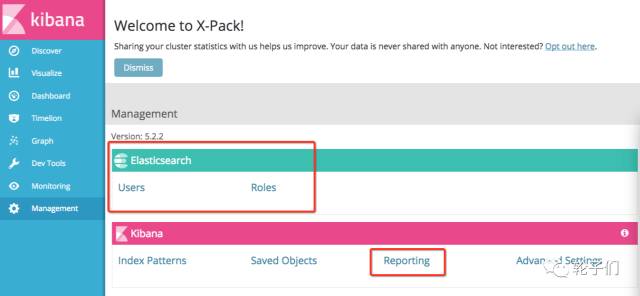 kibana
Discover
Visualize
Dashboard
Timelion
Graph
Dev Tools
Monitoring
Management
Welcome to X-Pack!
Sharing your cluster statistics with us helps us improve. Your data is never shared with anyone. Not interested? Opt out here.
Dismiss
Management
Version: 5.2.2
Elasticsearch
Users Roles
Kibana
Index Patterns Saved Objects Reporting Advanced Settings
轮子们